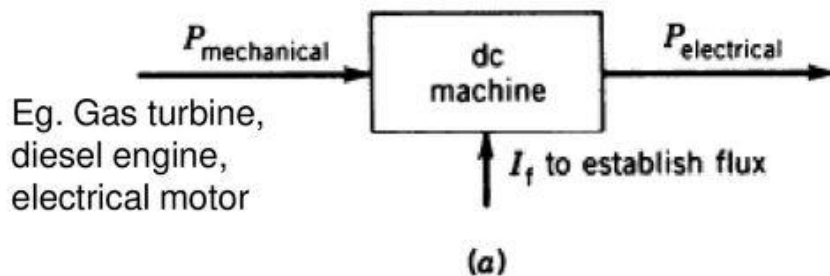 P_mechanical
dc
machine
P_electrical
Eg. Gas turbine,
diesel engine,
electrical motor
I_f to establish flux
(a)